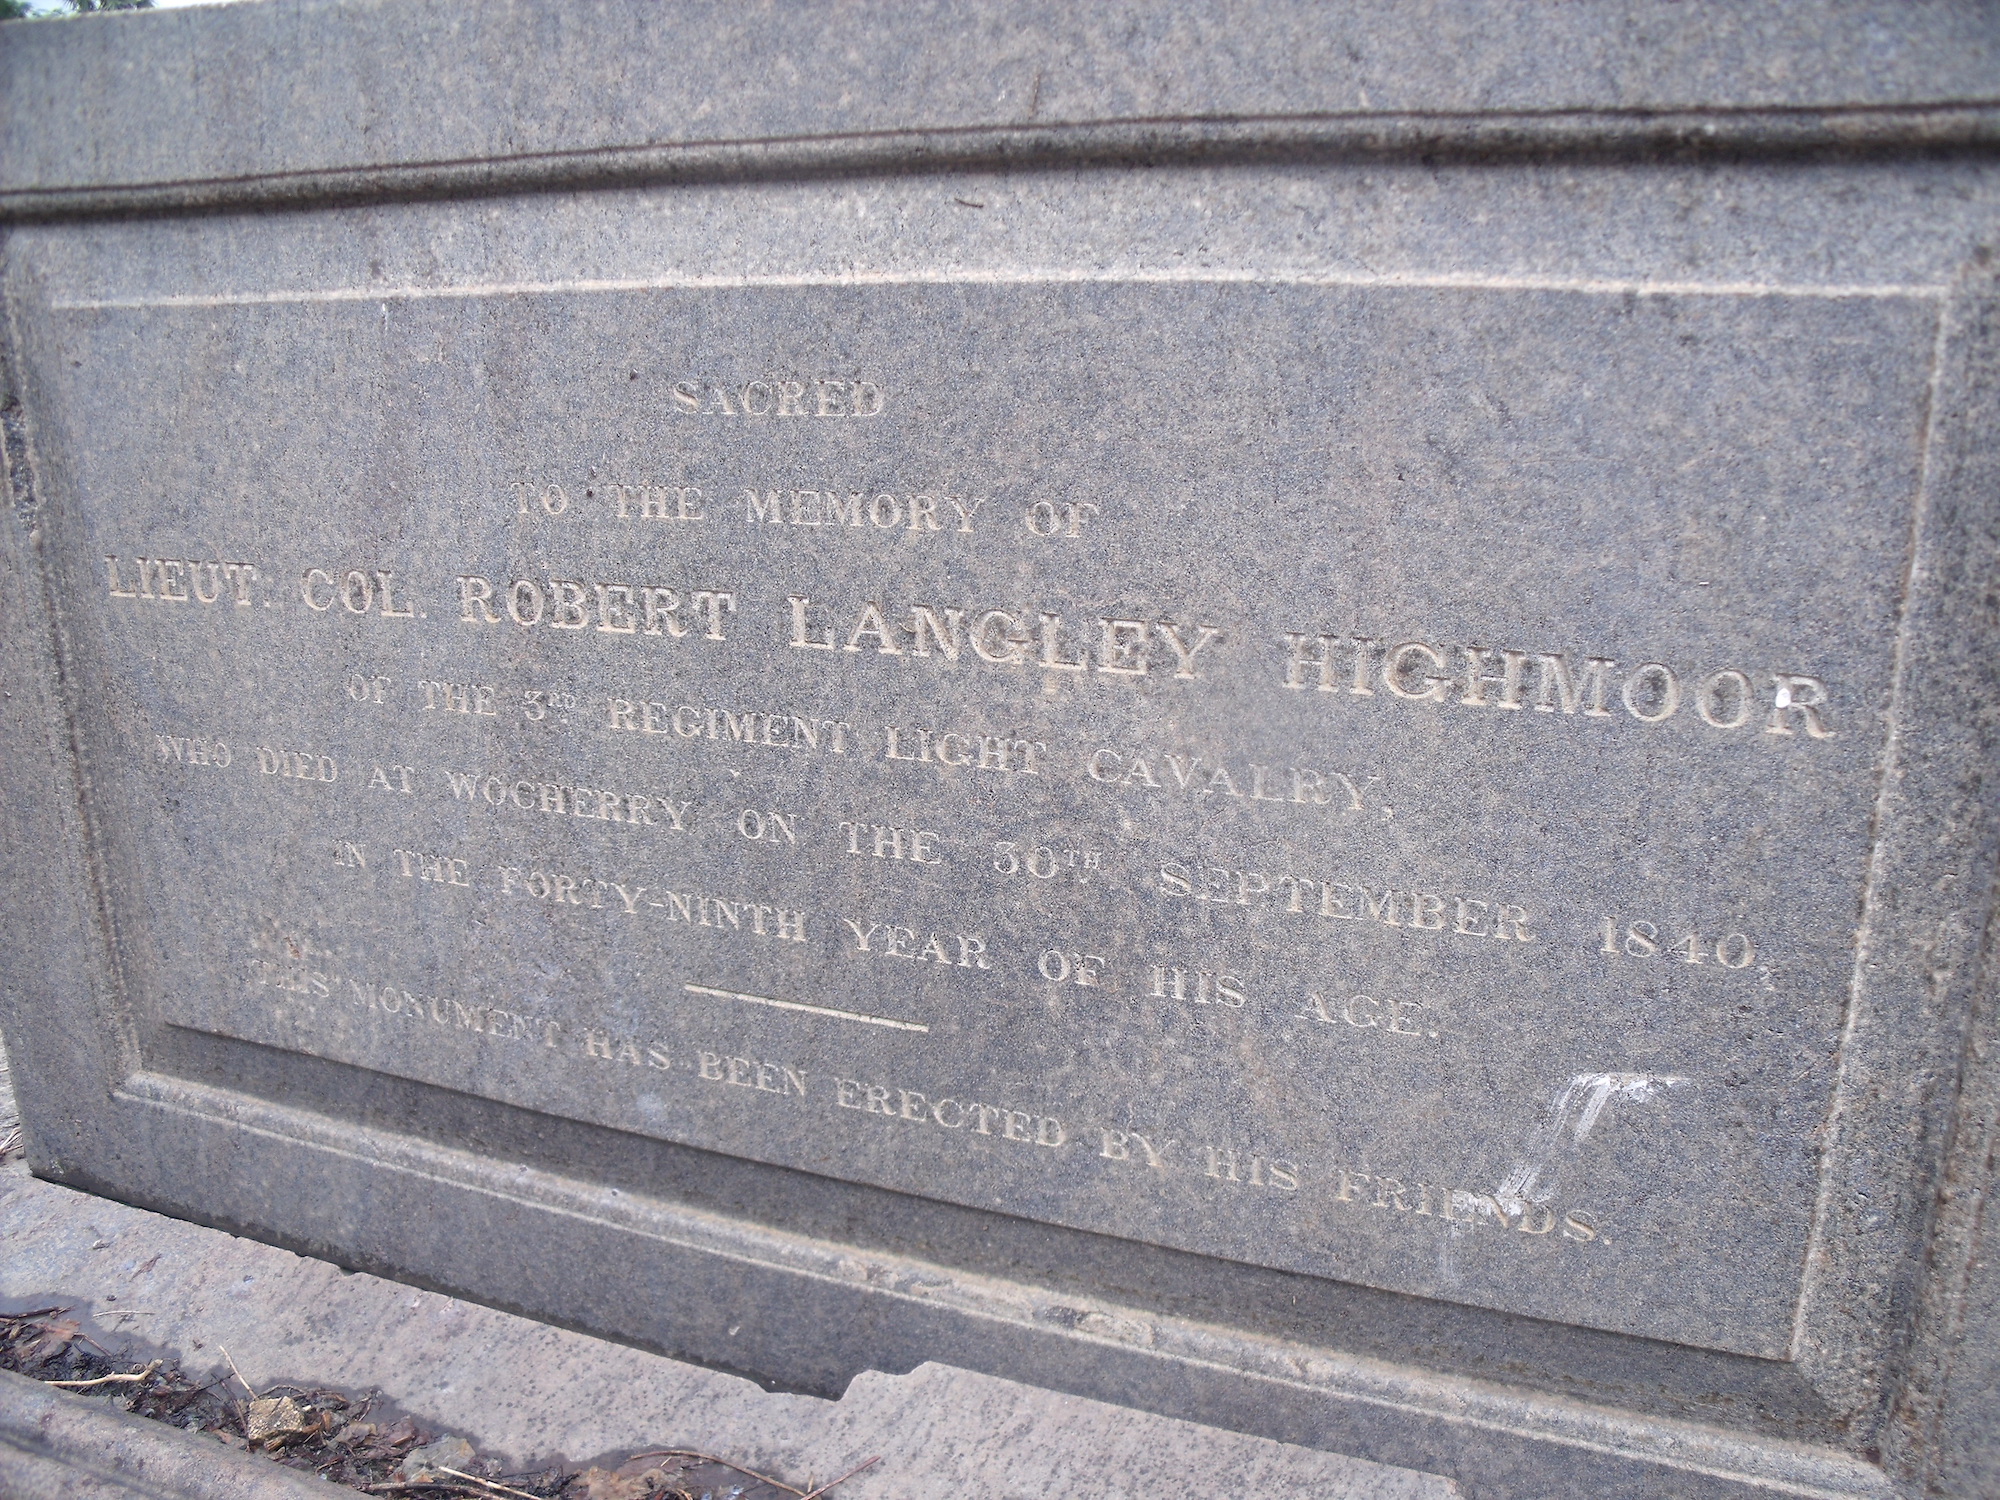 SACRED
TO THE MEMORY OF
LIEUT. COL. ROBERT LANGLEY HIGHMOOR
OF THE 3RD REGIMENT LIGHT CAVALRY,
WHO DIED AT WOCHERRY ON THE 30TH SEPTEMBER 1840,
IN THE FORTY-NINTH YEAR OF HIS AGE.
THIS MONUMENT HAS BEEN ERECTED BY HIS FRIENDS.